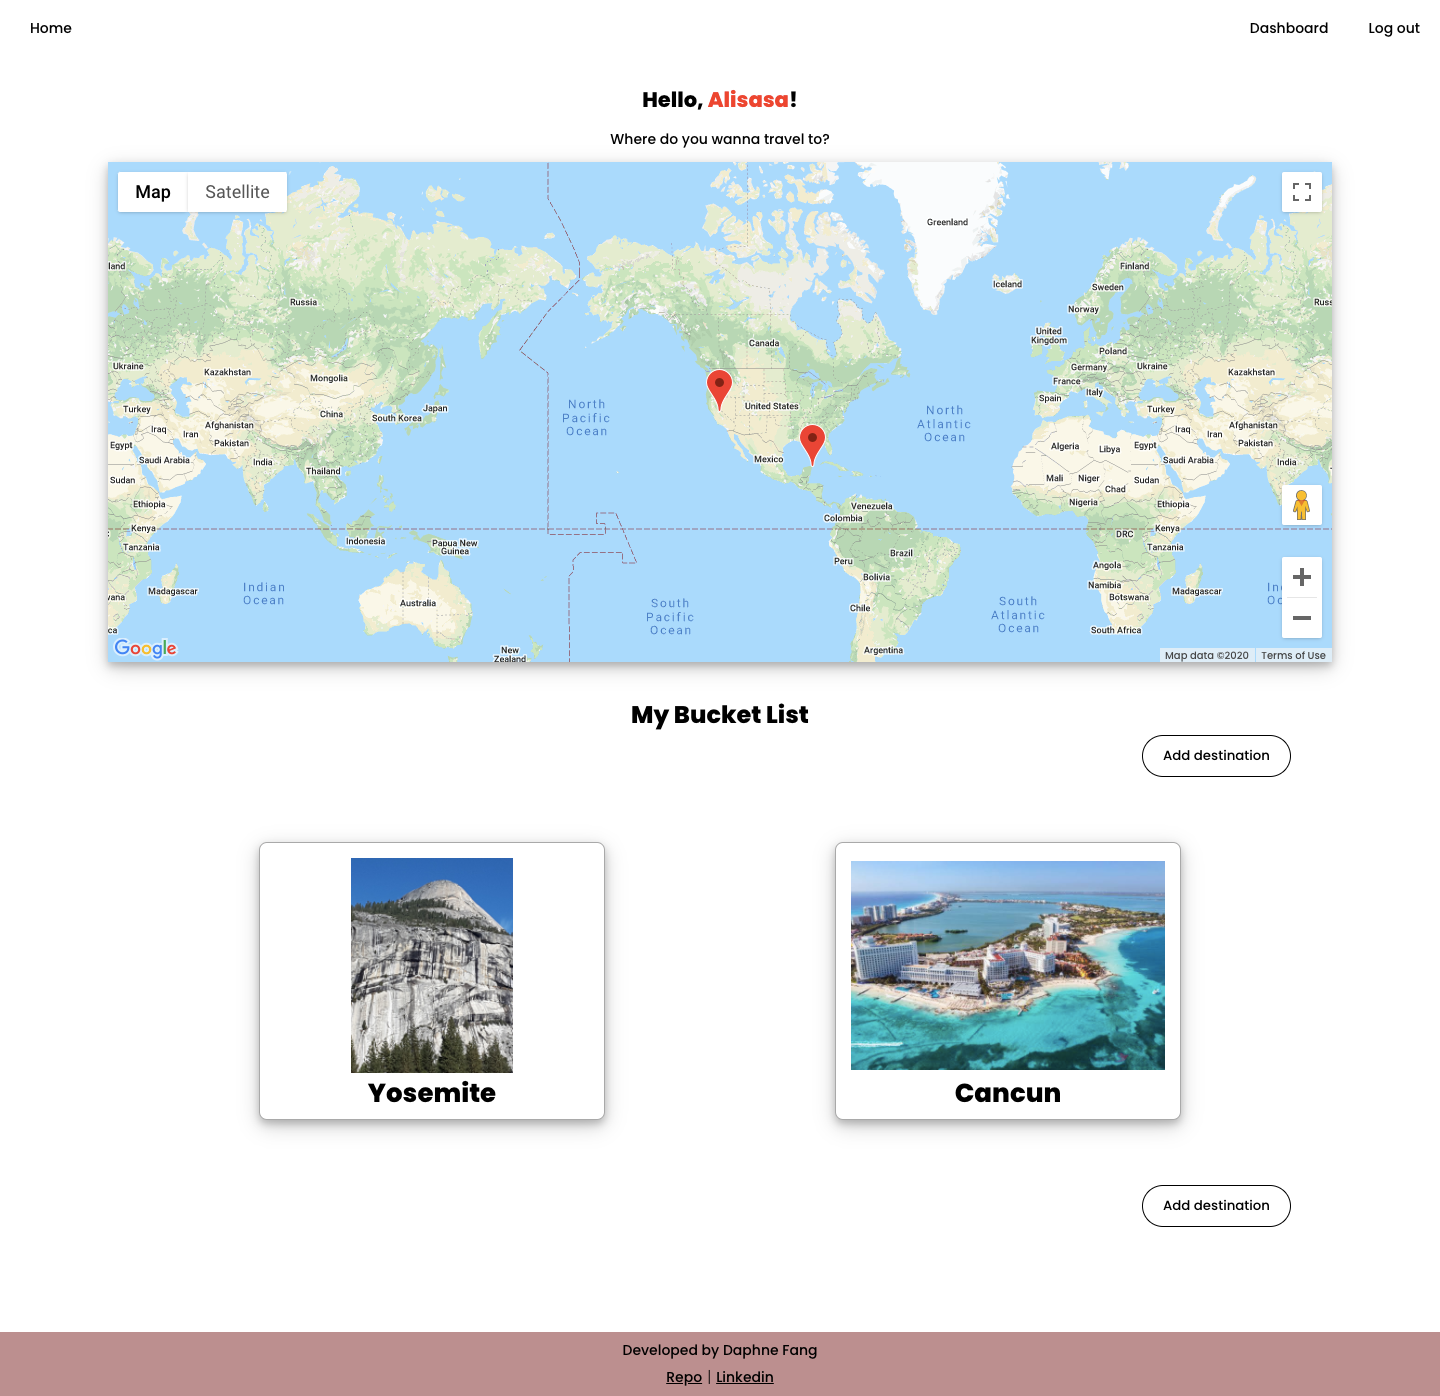 Home
Dashboard
Log out
Hello, Alisasa!
Where do you wanna travel to?
Map
Satellite
Greenland
Iceland
Finland
Sweden
Norway
Russia
United
Kingdom
Canada
Poland
Germany
Ukraine
France
Italy
Spain
Kazakhstan
Ukraine
Kazakhstan
Mongolia
Turkey
China
Japan
South Korea
Iraq
Afghanistan
Iran
Pakistan
Egypt
Saudi Arabia
India
Sudan
Thailand
Ethiopia
Kenya
Indonesia
Papua New
Guinea
Tanzania
Madagascar
Australia
New
Zealand
Indian
Ocean
North
Pacific
Ocean
United States
Mexico
North
Atlantic
Ocean
Turkey
Iraq
Afghanistan
Iran
Pakistan
Algeria
Libya
Egypt
Saudi Arabia
India
Mali
Niger
Chad
Sudan
Nigeria
Ethiopia
Venezuela
Colombia
DRC
Kenya
Tanzania
Brazil
Peru
Bolivia
Angola
Namibia
Botswana
Madagascar
Chile
South
Pacific
Ocean
South
Atlantic
Ocean
South Africa
Argentina
Google
Map data ©2020
Terms of Use
My Bucket List
Add destination
Yosemite
Cancun
Add destination
Developed by Daphne Fang
Repo | Linkedin